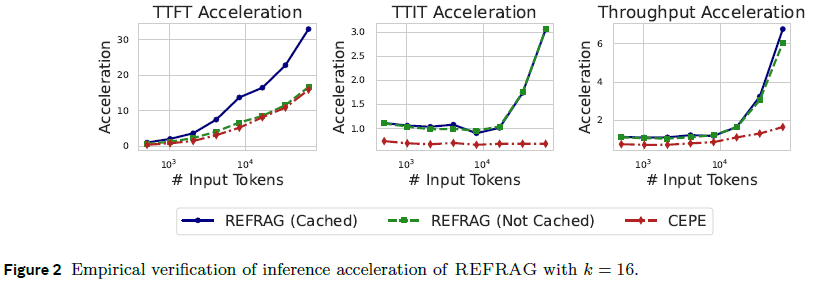 TTFT Acceleration
Acceleration
30
20
10
0
10³
10⁴
# Input Tokens
TTIT Acceleration
Acceleration
3.0
2.5
2.0
1.5
1.0
10³
10⁴
# Input Tokens
Throughput Acceleration
Acceleration
6
4
2
10³
10⁴
# Input Tokens
REFRAG (Cached) REFRAG (Not Cached) CEPE
Figure 2 Empirical verification of inference acceleration of REFRAG with k = 16.